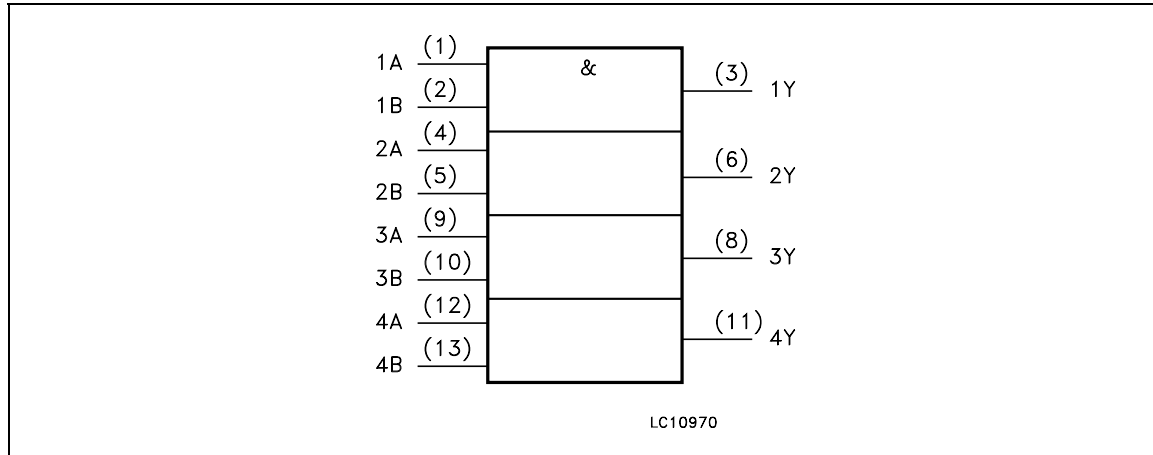 &
1A (1)
1B (2)
2A (4)
2B (5)
3A (9)
3B (10)
4A (12)
4B (13)
(3) 1Y
(6) 2Y
(8) 3Y
(11) 4Y
LC10970